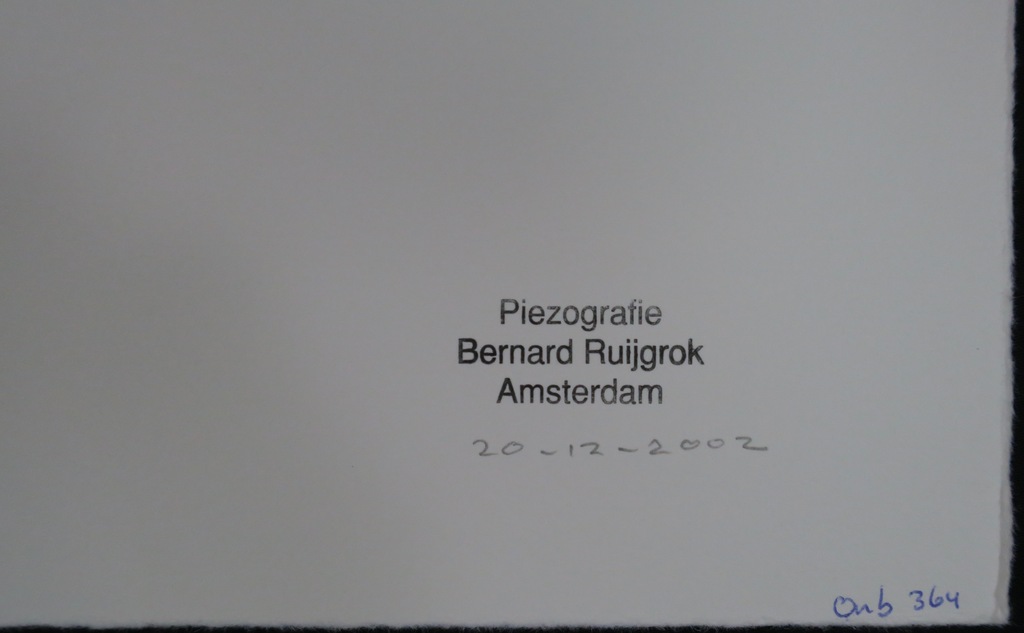 Piezografie
Bernard Ruijgrok
Amsterdam
20-12-2002
Onb 364